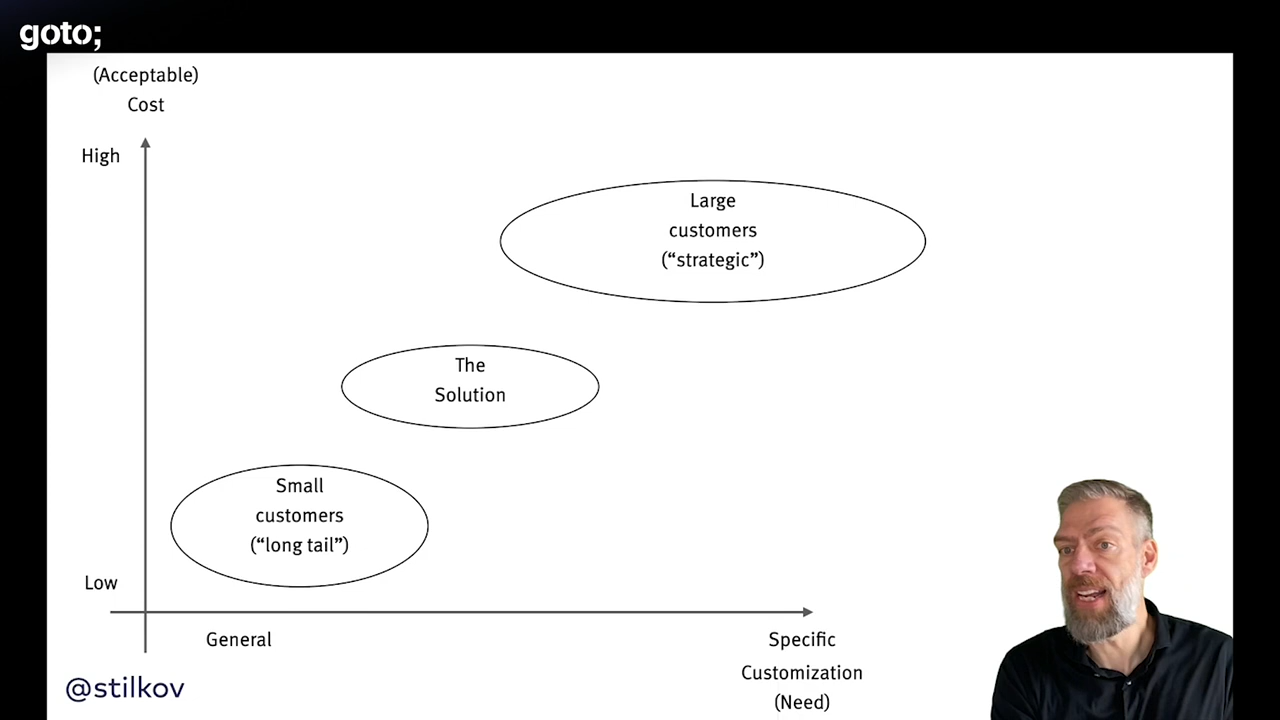 goto;
(Acceptable)
Cost
High
Large
customers
(“strategic”)
The
Solution
Small
customers
(“long tail”)
Low
General
Specific
Customization
(Need)
@stilkov